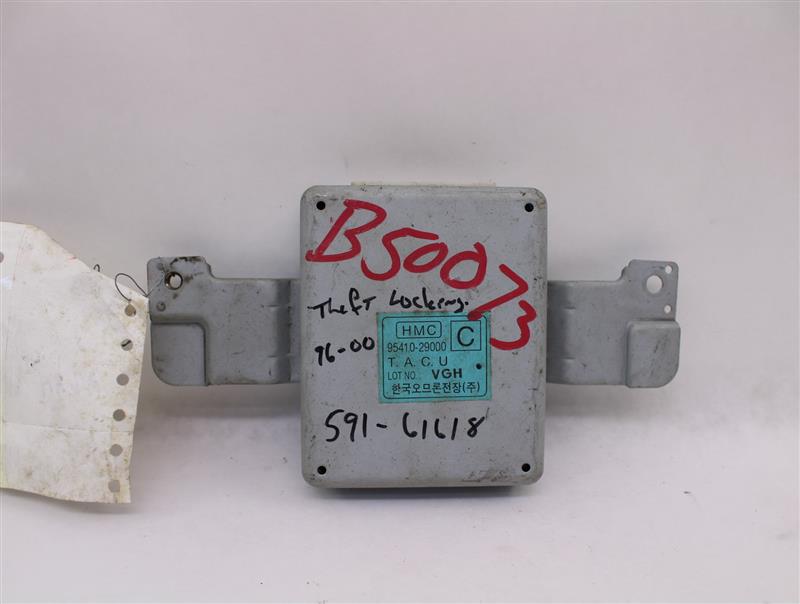 B50073
Theft Locking.
96-00
HMC C
95410-29000
T. A. C. U
LOT NO.: VGH
한국오므론전장(주)
591-61618